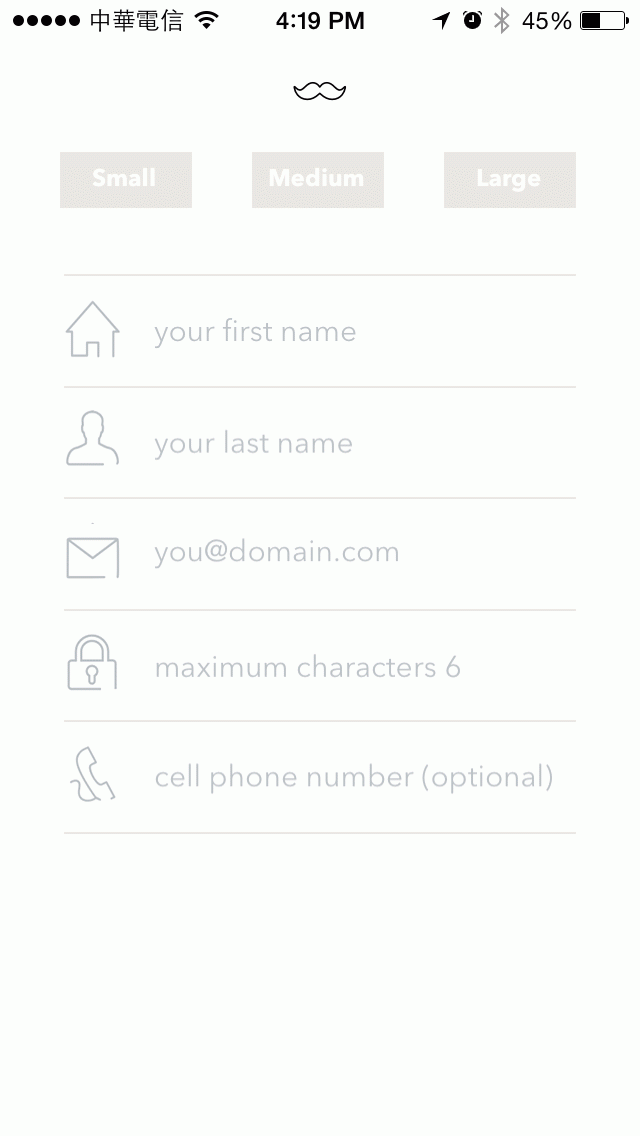 中華電信 4:19 PM 45%
Small Medium Large
your first name
your last name
you@domain.com
maximum characters 6
cell phone number (optional)